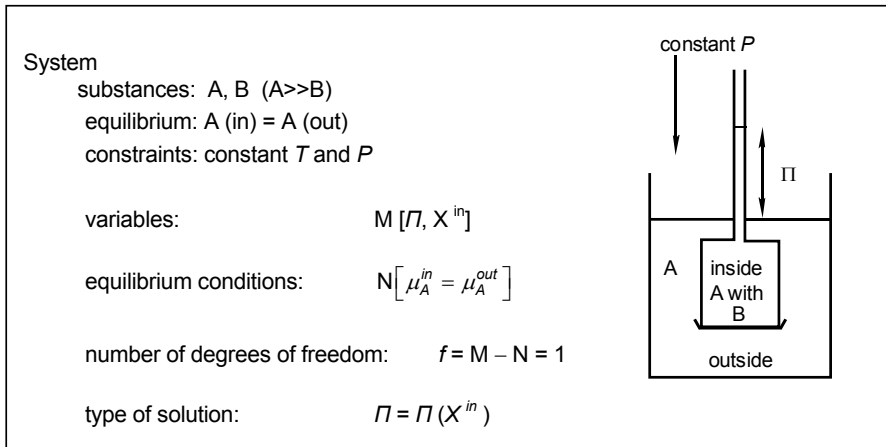 System
substances: A, B (A>>B)
equilibrium: A (in) = A (out)
constraints: constant T and P
variables: M [Π, X ⁱⁿ]
equilibrium conditions: N[μ_A^{in} = μ_A^{out}]
number of degrees of freedom: f = M – N = 1
type of solution: Π = Π (X ⁱⁿ)
constant P
Π
A
inside
A with
B
outside